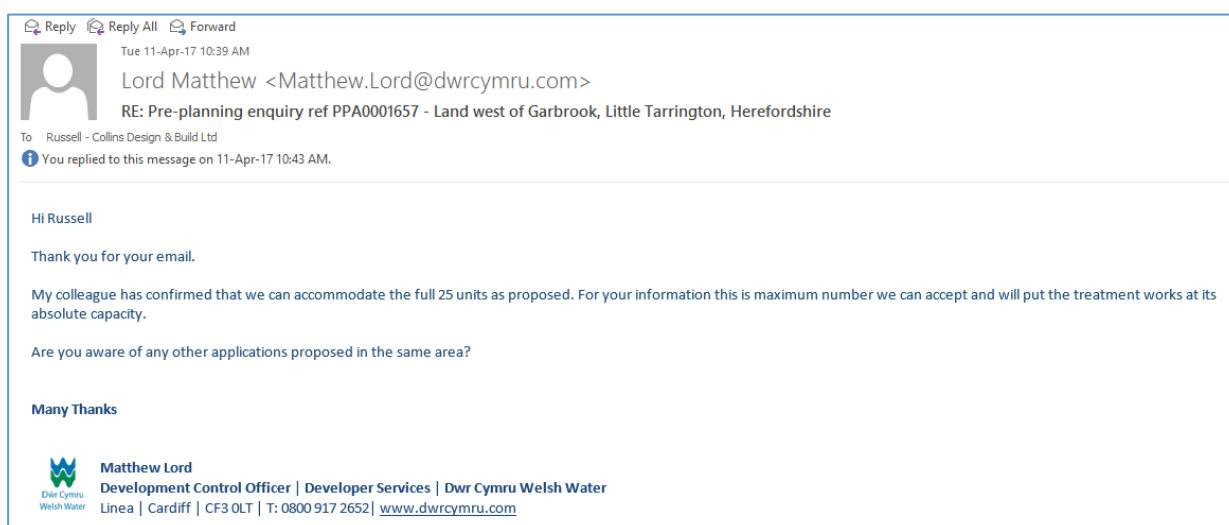 Reply Reply All Forward
Tue 11-Apr-17 10:39 AM
Lord Matthew <Matthew.Lord@dwrcymru.com>
RE: Pre-planning enquiry ref PPA0001657 - Land west of Garbrook, Little Tarrington, Herefordshire
To Russell - Collins Design & Build Ltd
You replied to this message on 11-Apr-17 10:43 AM.
Hi Russell
Thank you for your email.
My colleague has confirmed that we can accommodate the full 25 units as proposed. For your information this is maximum number we can accept and will put the treatment works at its
absolute capacity.
Are you aware of any other applications proposed in the same area?
Many Thanks
Matthew Lord
Development Control Officer | Developer Services | Dwr Cymru Welsh Water
Linea | Cardiff | CF3 0LT | T: 0800 917 2652| www.dwrcymru.com
Dŵr Cymru
Welsh Water